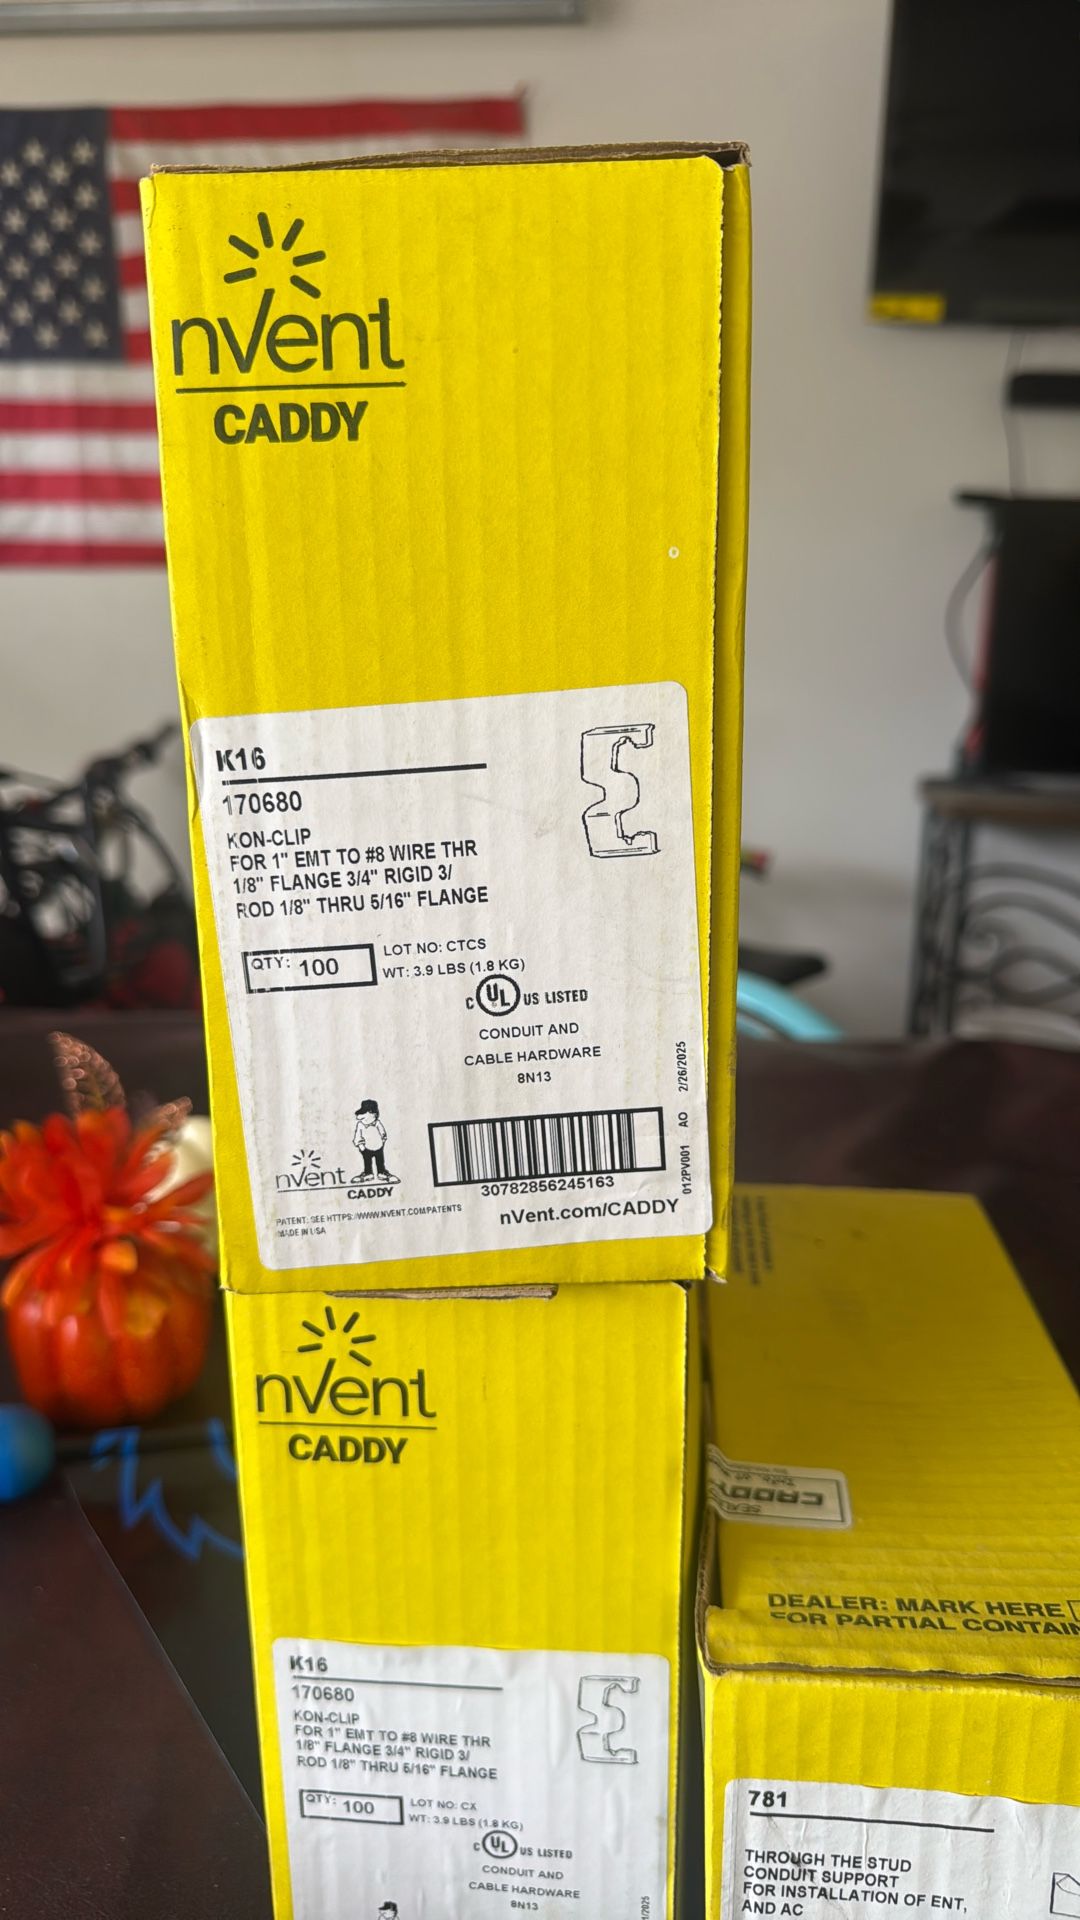 nVent
CADDY
K16
170680
KON-CLIP
FOR 1" EMT TO #8 WIRE THR
1/8" FLANGE 3/4" RIGID 3/
ROD 1/8" THRU 5/16" FLANGE
QTY: 100
LOT NO: CTCS
WT: 3.9 LBS (1.8 KG)
C UL US LISTED
CONDUIT AND
CABLE HARDWARE
8N13
nVent
CADDY
30782856245163
nVent.com/CADDY
PATENT: SEE HTTPS://WWW.NVENT.COM/PATENTS
MADE IN USA
012PV001 AO 2/26/2025
nVent
CADDY
K16
170680
KON-CLIP
FOR 1" EMT TO #8 WIRE THR
1/8" FLANGE 3/4" RIGID 3/
ROD 1/8" THRU 5/16" FLANGE
QTY: 100
LOT NO: CX
WT: 3.9 LBS (1.8 KG)
C UL US LISTED
CONDUIT AND
CABLE HARDWARE
8N13
1/2025
CADDY
DEALER: MARK HERE
FOR PARTIAL CONTAIN
781
THROUGH THE STUD
CONDUIT SUPPORT
FOR INSTALLATION OF ENT,
AND AC